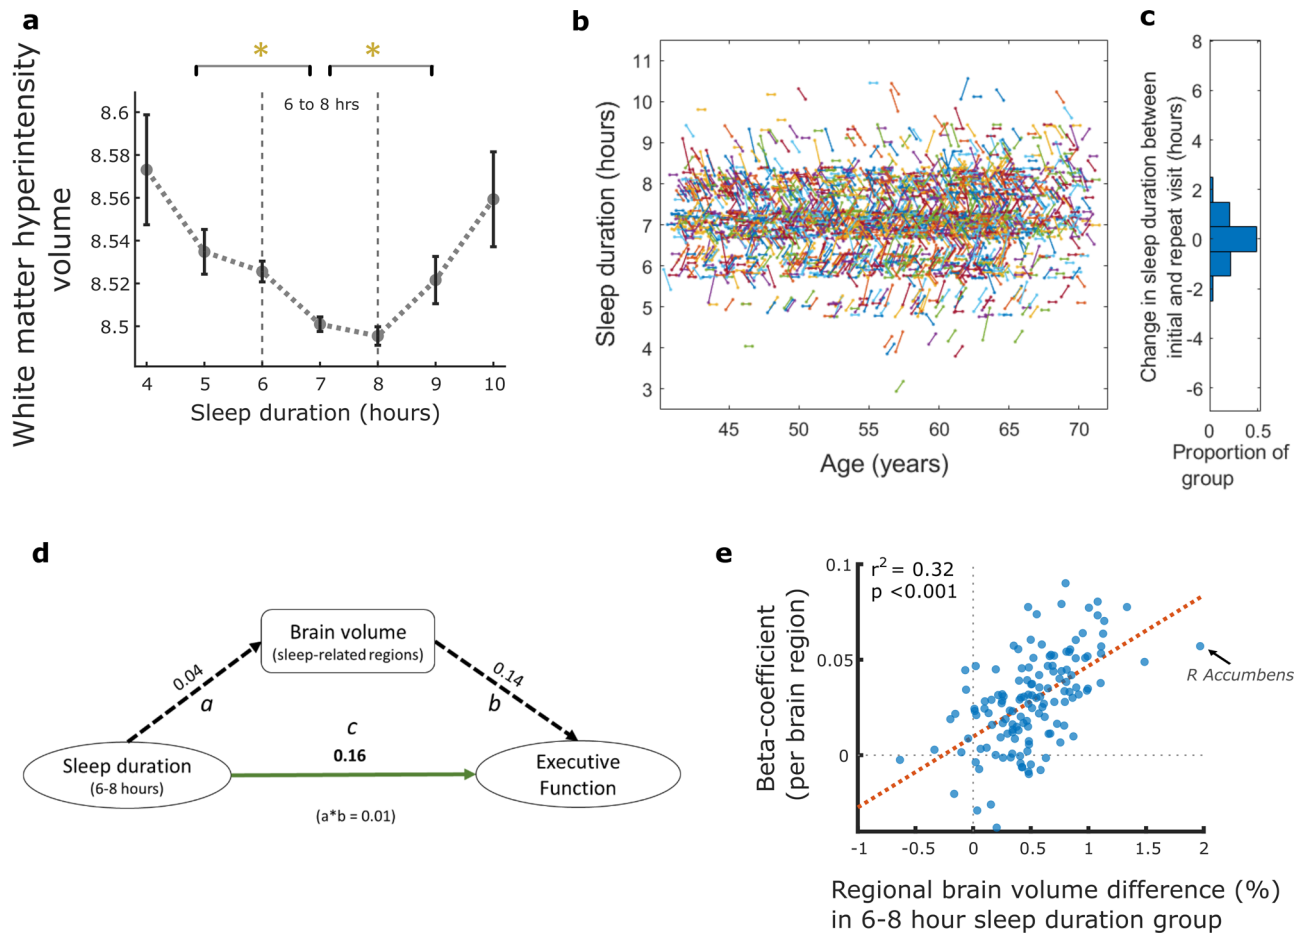 a
White matter hyperintensity
volume
*
*
6 to 8 hrs
8.6
8.58
8.56
8.54
8.52
8.5
4
5
6
7
8
9
10
Sleep duration (hours)
b
Sleep duration (hours)
11
10
9
8
7
6
5
4
3
45
50
55
60
65
70
Age (years)
c
Change in sleep duration between
initial and repeat visit (hours)
8
6
4
2
0
-2
-4
-6
0
0.5
Proportion of
group
d
Brain volume
(sleep-related regions)
0.04
a
0.14
b
c
0.16
Sleep duration
(6-8 hours)
Executive
Function
(a*b = 0.01)
e
Beta-coefficient
(per brain region)
0.1
0.05
0
r2 = 0.32
p <0.001
R Accumbens
-1
-0.5
0
0.5
1
1.5
2
Regional brain volume difference (%)
in 6-8 hour sleep duration group